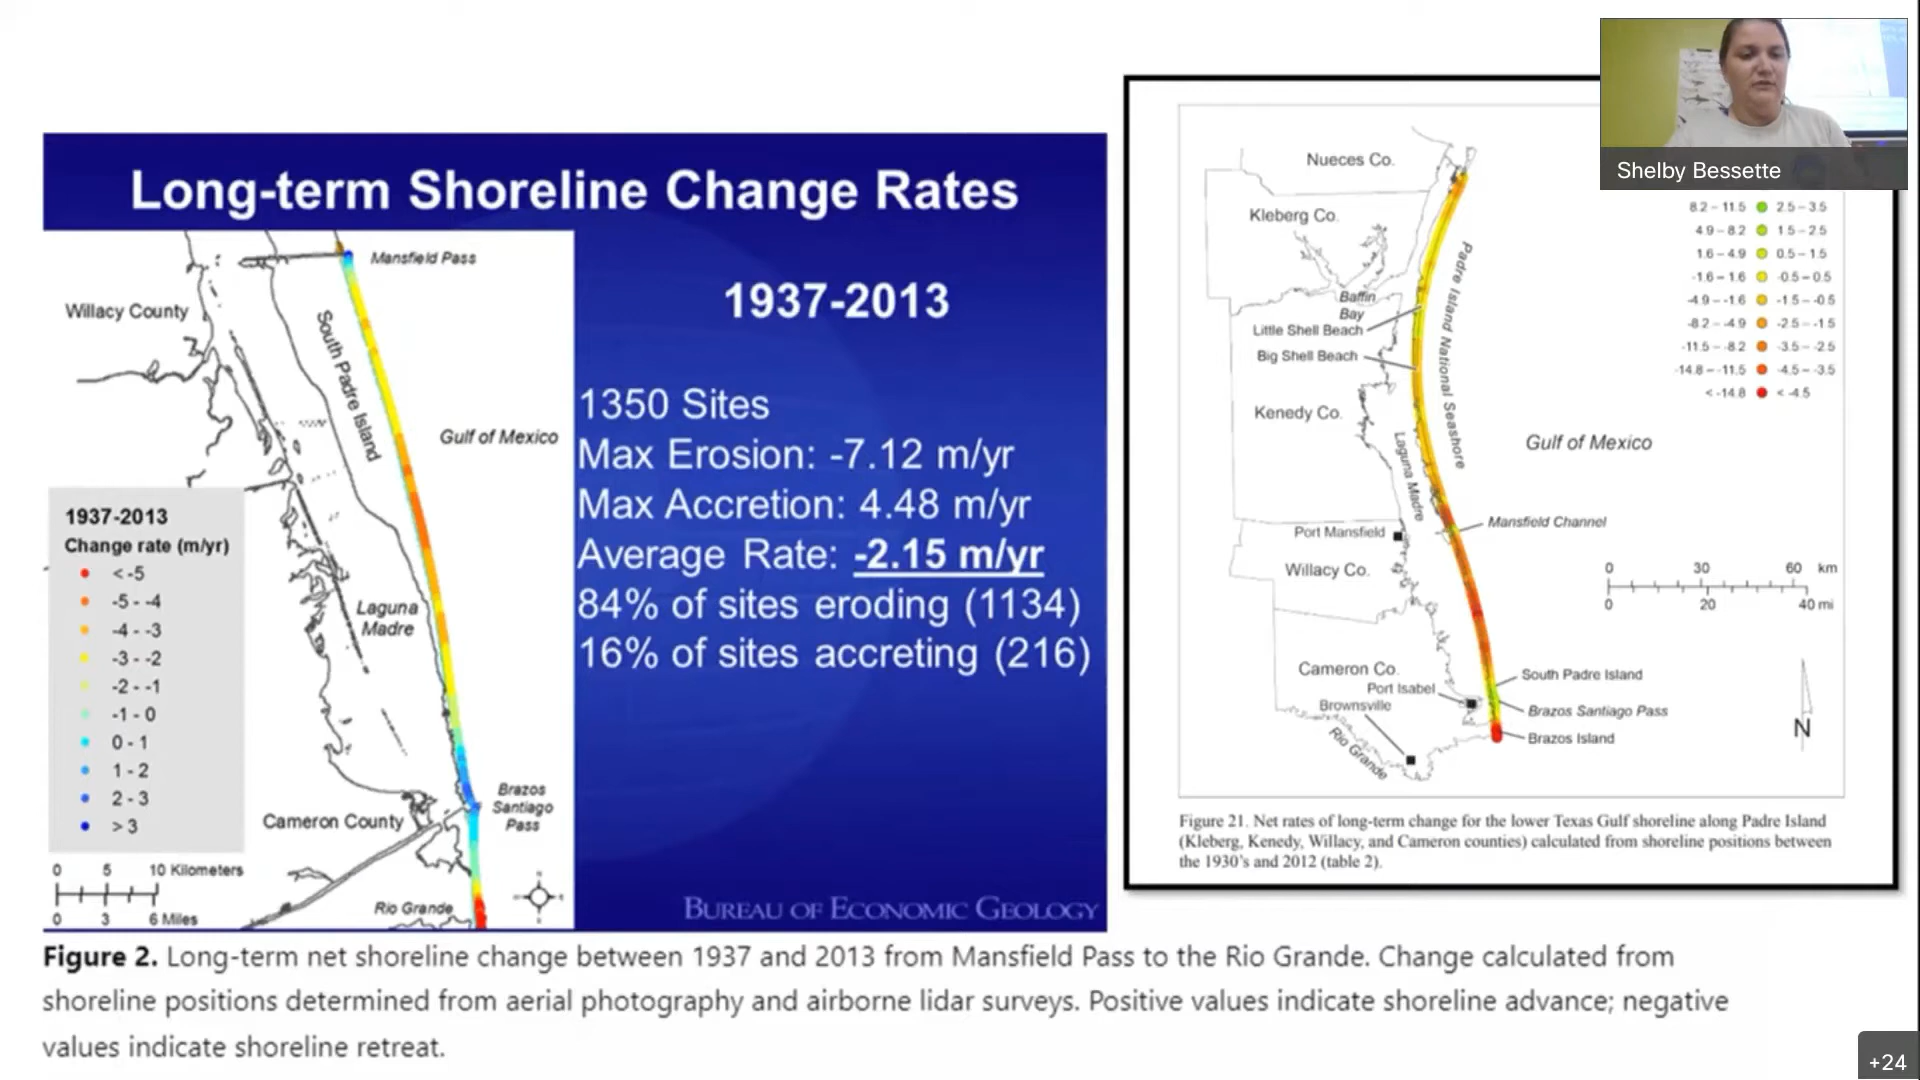 Long-term Shoreline Change Rates
Mansfield Pass
Willacy County
South Padre Island
Gulf of Mexico
1937-2013
Change rate (m/yr)
< -5
-5 - -4
-4 - -3
-3 - -2
-2 - -1
-1 - 0
0 - 1
1 - 2
2 - 3
> 3
Laguna
Madre
Brazos
Santiago
Pass
Cameron County
0 5 10 Kilometers
0 3 6 Miles
Rio Grande
1937-2013
1350 Sites
Max Erosion: -7.12 m/yr
Max Accretion: 4.48 m/yr
Average Rate: -2.15 m/yr
84% of sites eroding (1134)
16% of sites accreting (216)
BUREAU OF ECONOMIC GEOLOGY
Figure 2. Long-term net shoreline change between 1937 and 2013 from Mansfield Pass to the Rio Grande. Change calculated from
shoreline positions determined from aerial photography and airborne lidar surveys. Positive values indicate shoreline advance; negative
values indicate shoreline retreat.
Nueces Co.
Kleberg Co.
Baffin
Bay
Little Shell Beach
Big Shell Beach
Padre Island National Seashore
Kenedy Co.
Laguna Madre
Gulf of Mexico
Mansfield Channel
Port Mansfield
Willacy Co.
0 30 60 km
0 20 40 mi
Cameron Co.
South Padre Island
Port Isabel
Brownsville
Brazos Santiago Pass
Rio Grande
Brazos Island
N
8.2 – 11.5 2.5 – 3.5
4.9 – 8.2 1.5 – 2.5
1.6 – 4.9 0.5 – 1.5
-1.6 – 1.6 -0.5 – 0.5
-4.9 – -1.6 -1.5 – -0.5
-8.2 – -4.9 -2.5 – -1.5
-11.5 – -8.2 -3.5 – -2.5
-14.8 – -11.5 -4.5 – -3.5
< -14.8 < -4.5
Figure 21. Net rates of long-term change for the lower Texas Gulf shoreline along Padre Island
(Kleberg, Kenedy, Willacy, and Cameron counties) calculated from shoreline positions between
the 1930's and 2012 (table 2).
Shelby Bessette
+24